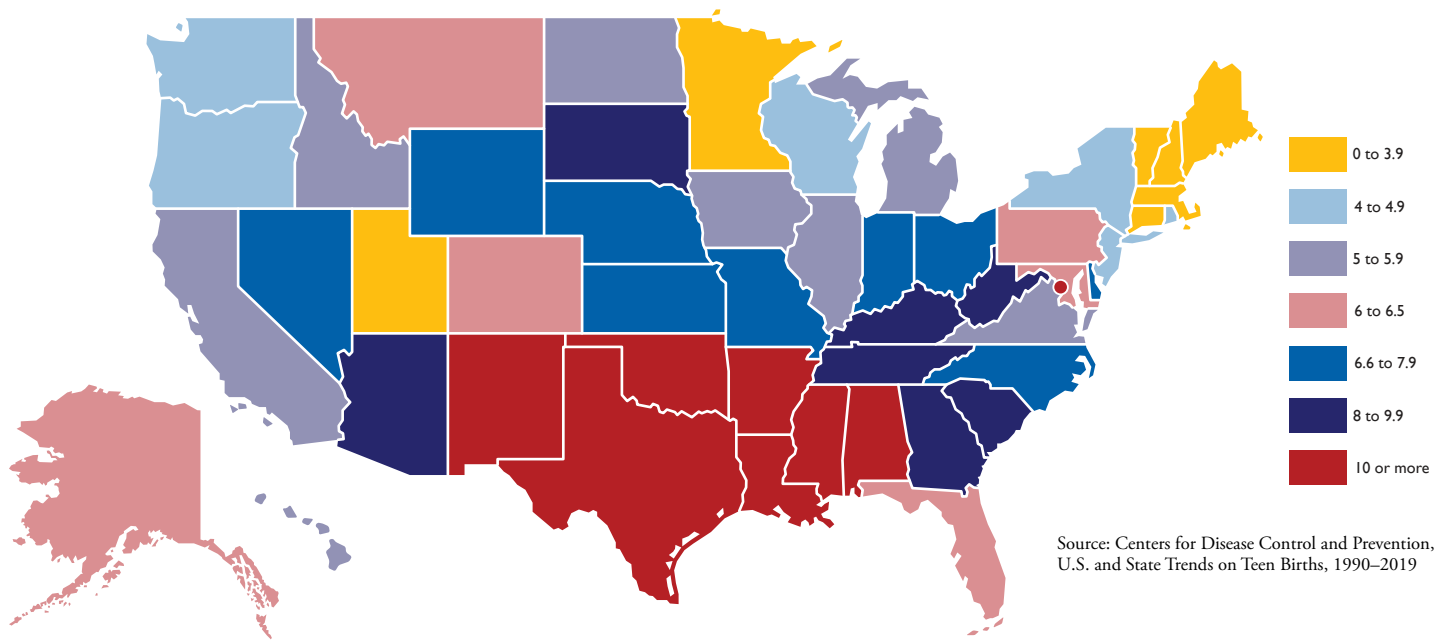 0 to 3.9
4 to 4.9
5 to 5.9
6 to 6.5
6.6 to 7.9
8 to 9.9
10 or more
Source: Centers for Disease Control and Prevention,
U.S. and State Trends on Teen Births, 1990–2019